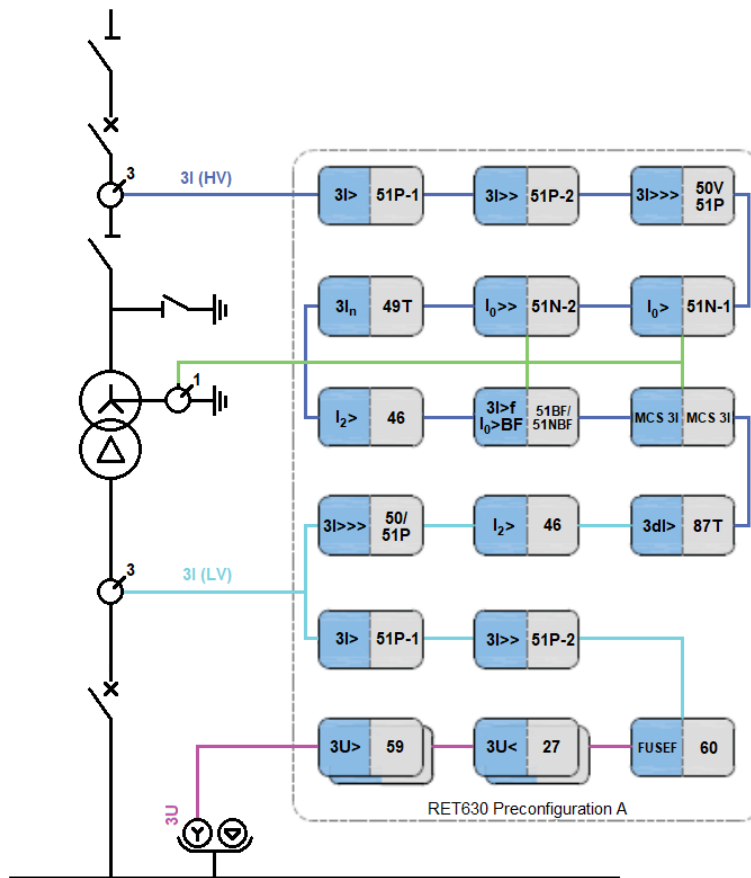 3
3I (HV)
3I> 51P-1
3I>> 51P-2
3I>>> 50V
51P
3Iₙ 49T
I₀>> 51N-2
I₀> 51N-1
1
I₂> 46
3I>f
I₀>BF
51BF/
51NBF
MCS 3I MCS 3I
3I>>> 50/
51P
I₂> 46
3dI> 87T
3
3I (LV)
3I> 51P-1
3I>> 51P-2
3U> 59
3U< 27
FUSEF 60
3U
Y
RET630 Preconfiguration A